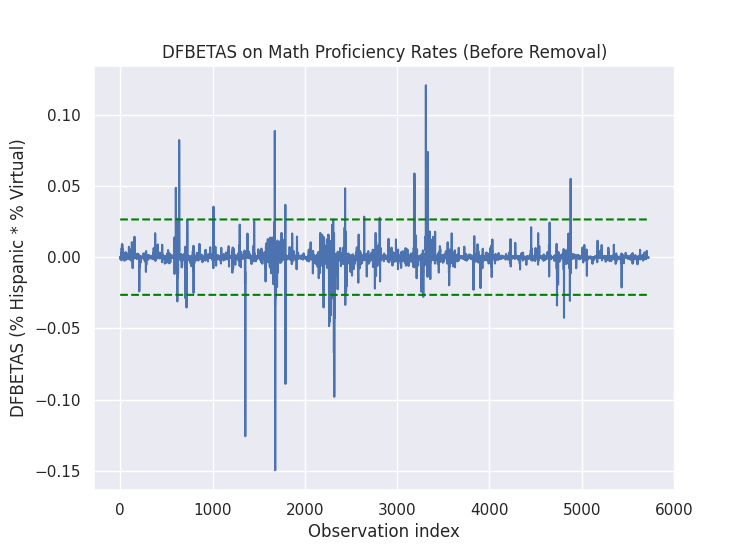 DFBETAS on Math Proficiency Rates (Before Removal)
DFBETAS (% Hispanic * % Virtual)
0.10
0.05
0.00
−0.05
−0.10
−0.15
0 1000 2000 3000 4000 5000 6000
Observation index